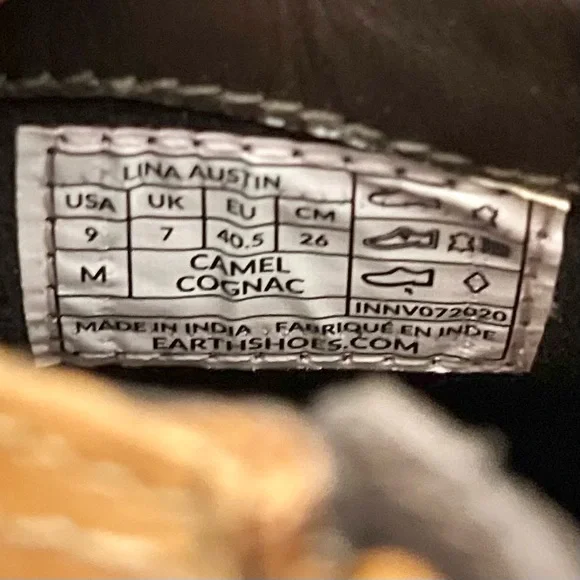 LINA AUSTIN
USA UK EU CM
9 7 40.5 26
M CAMEL
COGNAC
INNV072020
MADE IN INDIA , FABRIQUÉ EN INDE
EARTHSHOES.COM